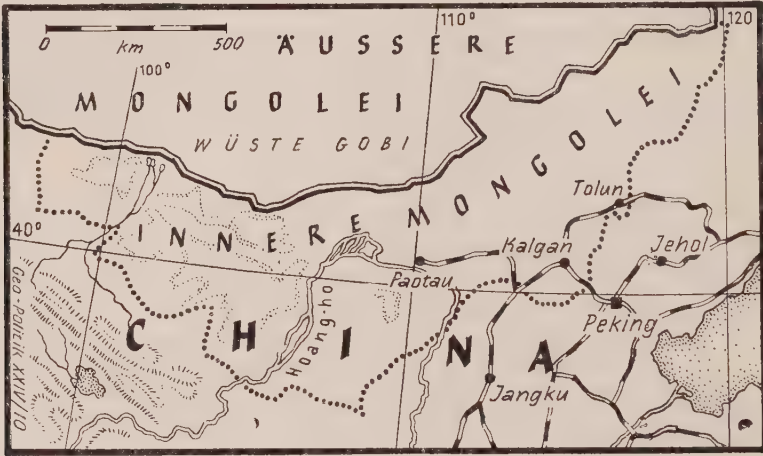 0 500
km
110°
120
100°
ÄUSSERE
MONGOLEI
WÜSTE GOBI
INNERE MONGOLEI
Tolun
40°
Kalgan
Jehol
Paotau
Peking
Hoang-ho
CHINA
Jangku
Geo-Politik XXIV/10